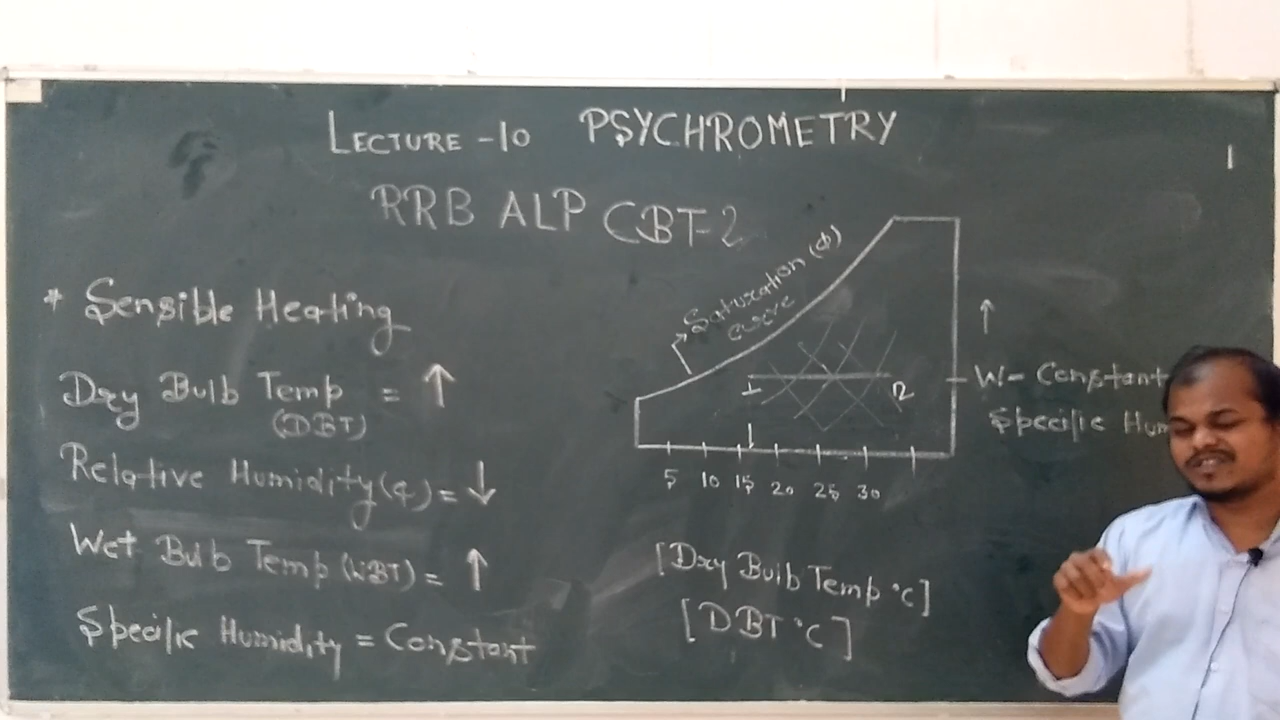 LECTURE -10 PSYCHROMETRY
RRB ALP CBT-2
* Sensible Heating
Dry Bulb Temp = ↑
(DBT)
Relative Humidity(φ) = ↓
Wet Bulb Temp (WBT) = ↑
Specific Humidity = Constant
Saturation (φ)
curve
1 2
↑
W- Constant
Specific Hum
5 10 15 20 25 30
[Dry Bulb Temp °C]
[DBT °C]